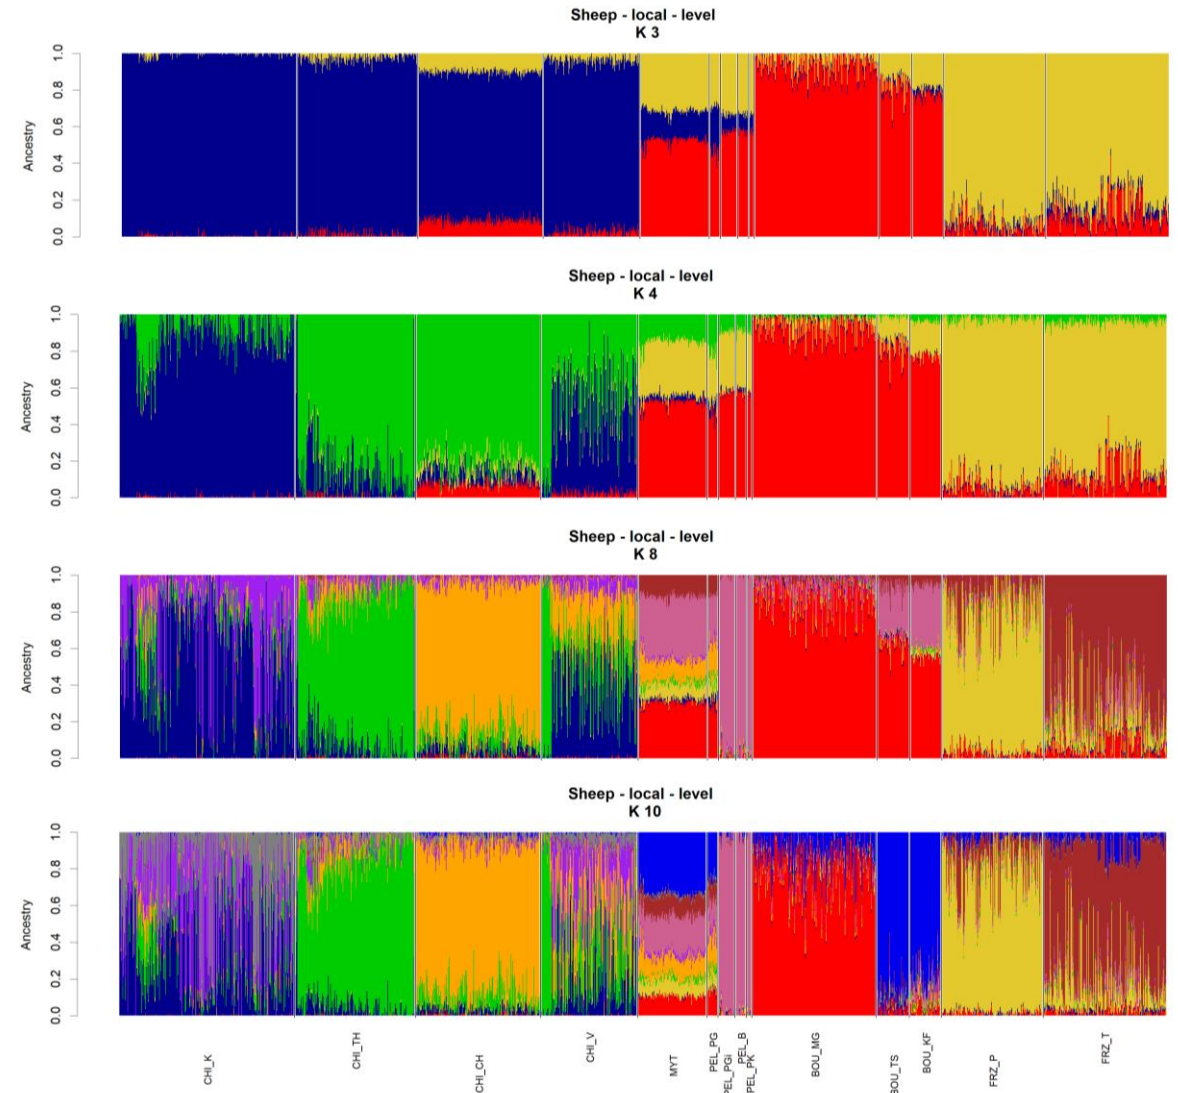 Sheep - local - level
K 3
Ancestry
0.0 0.2 0.4 0.6 0.8 1.0
Sheep - local - level
K 4
Ancestry
0.0 0.2 0.4 0.6 0.8 1.0
Sheep - local - level
K 8
Ancestry
0.0 0.2 0.4 0.6 0.8 1.0
Sheep - local - level
K 10
Ancestry
0.0 0.2 0.4 0.6 0.8 1.0
CHI_K
CHI_TH
CHI_CH
CHI_V
MYT
PEL_PG
PEL_PGi
PEL_B
PEL_PK
BOU_MG
BOU_TS
BOU_KF
FRZ_P
FRZ_T